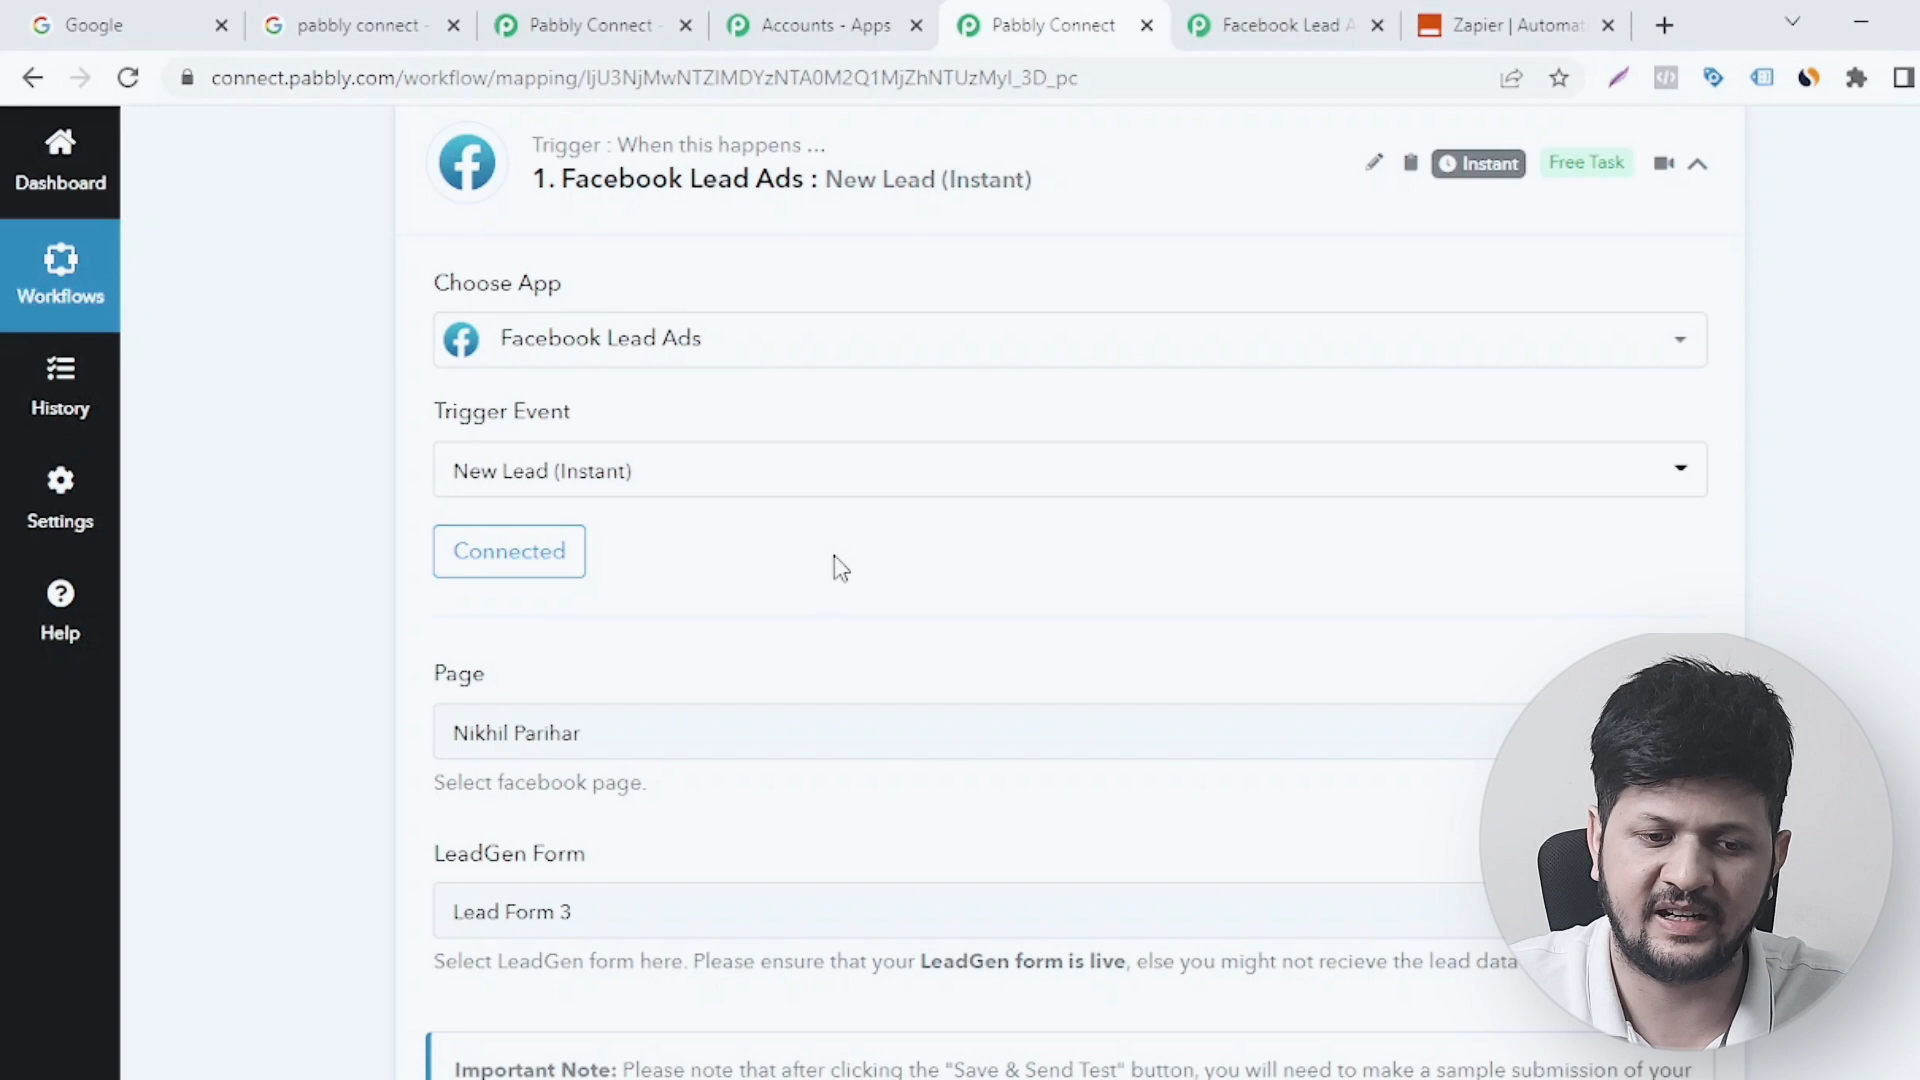 Google
pabbly connect -
Pabbly Connect -
Accounts - Apps
Pabbly Connect
Facebook Lead A
Zapier | Automat
connect.pabbly.com/workflow/mapping/IjU3NjMwNTZlMDYzNTA0M2Q1MjZhNTUzMyI_3D_pc
Dashboard
Workflows
History
Settings
Help
Trigger : When this happens ...
1. Facebook Lead Ads : New Lead (Instant)
Instant
Free Task
Choose App
Facebook Lead Ads
Trigger Event
New Lead (Instant)
Connected
Page
Nikhil Parihar
Select facebook page.
LeadGen Form
Lead Form 3
Select LeadGen form here. Please ensure that your LeadGen form is live, else you might not recieve the lead data
Important Note: Please note that after clicking the "Save & Send Test" button, you will need to make a sample submission of your